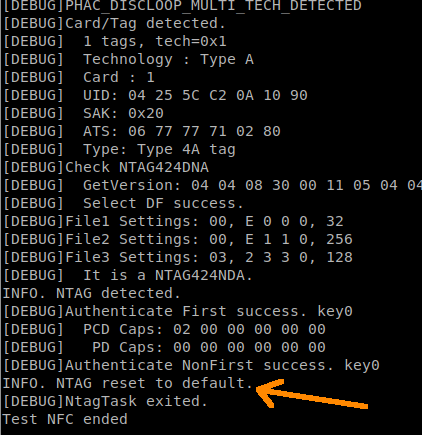 [DEBUG]PHAC_DISCLOOP_MULTI_TECH_DETECTED
[DEBUG]Card/Tag detected.
[DEBUG]  1 tags, tech=0x1
[DEBUG]  Technology : Type A
[DEBUG]  Card : 1
[DEBUG]  UID: 04 25 5C C2 0A 10 90
[DEBUG]  SAK: 0x20
[DEBUG]  ATS: 06 77 77 71 02 80
[DEBUG]  Type: Type 4A tag
[DEBUG]Check NTAG424DNA
[DEBUG]  GetVersion: 04 04 08 30 00 11 05 04 04
[DEBUG]  Select DF success.
[DEBUG]File1 Settings: 00, E 0 0 0, 32
[DEBUG]File2 Settings: 00, E 1 1 0, 256
[DEBUG]File3 Settings: 03, 2 3 3 0, 128
[DEBUG]  It is a NTAG424NDA.
INFO. NTAG detected.
[DEBUG]Authenticate First success. key0
[DEBUG]  PCD Caps: 02 00 00 00 00 00
[DEBUG]   PD Caps: 00 00 00 00 00 00
[DEBUG]Authenticate NonFirst success. key0
INFO. NTAG reset to default.
[DEBUG]NtagTask exited.
Test NFC ended